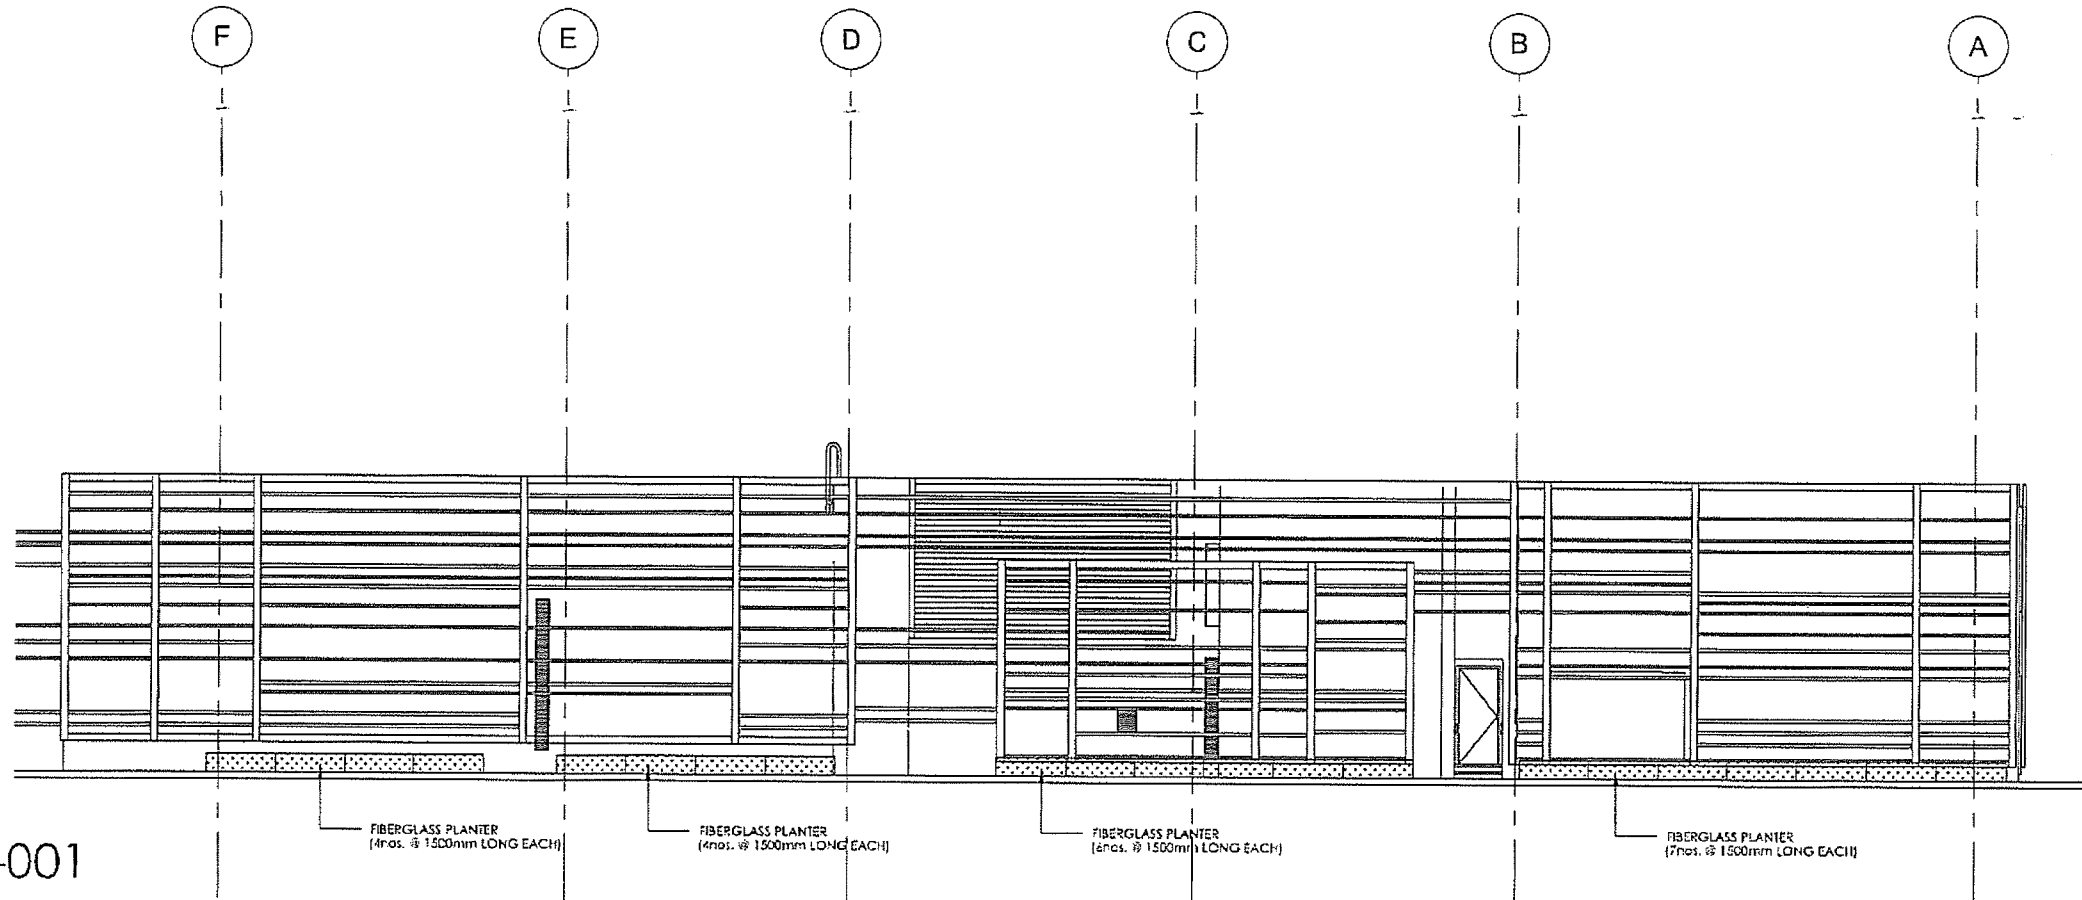 F E D C B A
FIBERGLASS PLANTER
(4nos. @ 1500mm LONG EACH)
FIBERGLASS PLANTER
(4nos. @ 1500mm LONG EACH)
FIBERGLASS PLANTER
(6nos. @ 1500mm LONG EACH)
FIBERGLASS PLANTER
(7nos. @ 1500mm LONG EACH)
-001